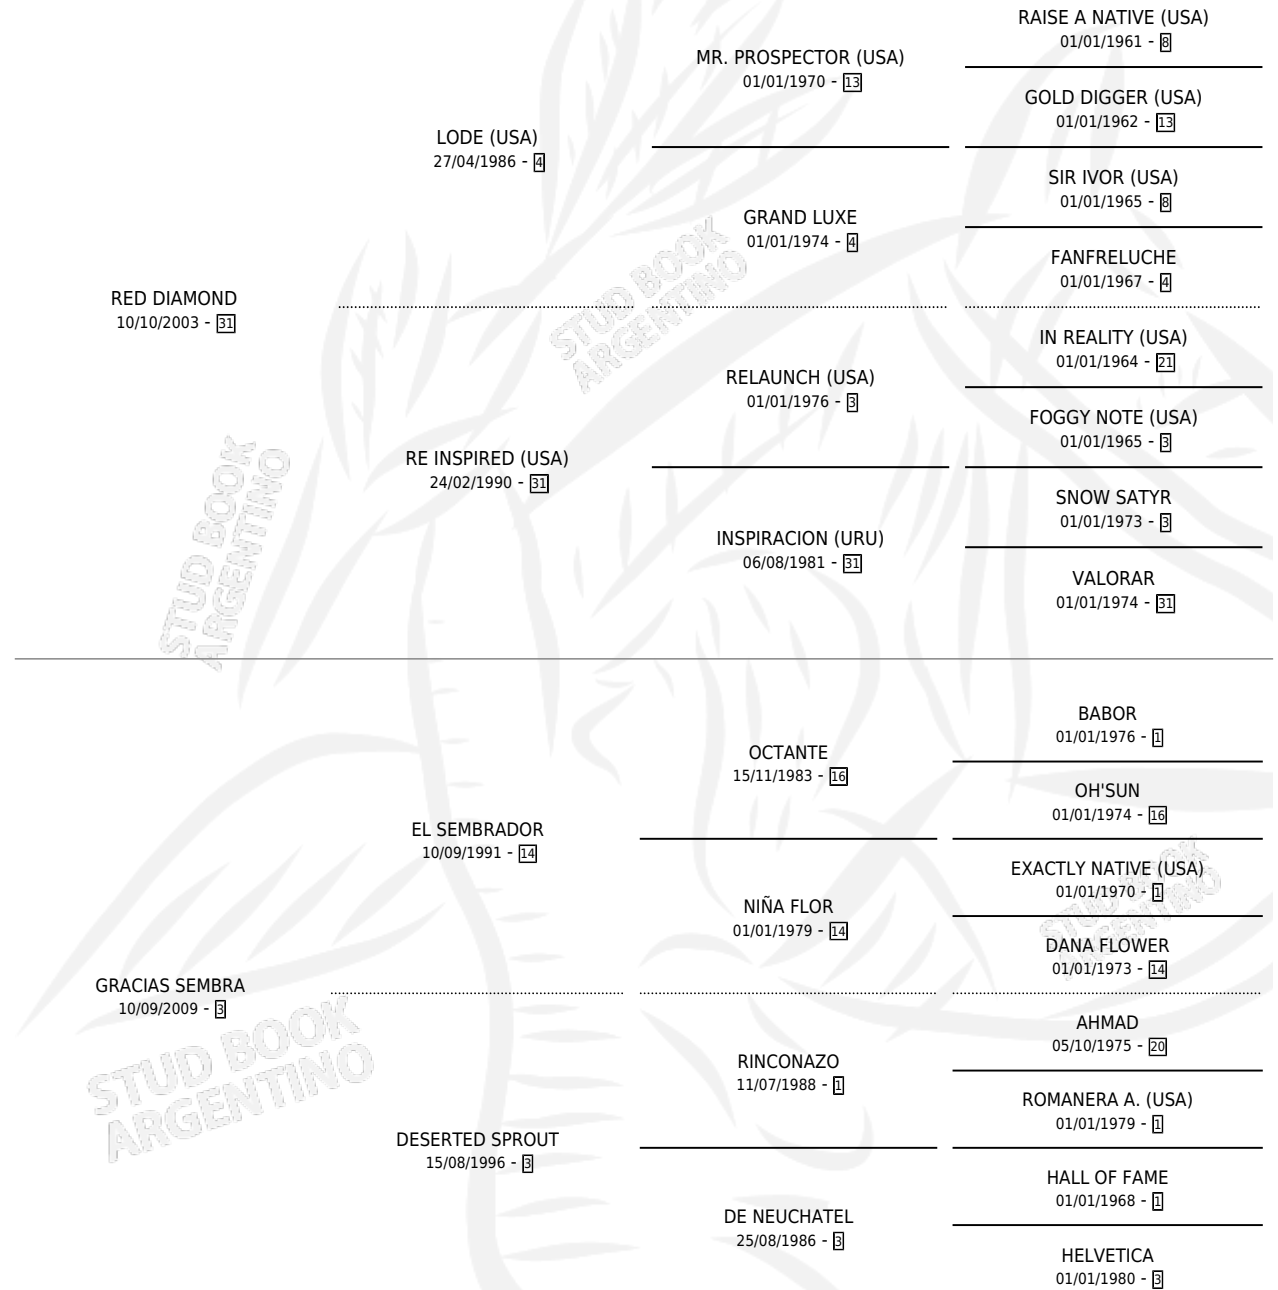 RAISE A NATIVE (USA)
01/01/1961 - 8
MR. PROSPECTOR (USA)
01/01/1970 - 13
GOLD DIGGER (USA)
01/01/1962 - 13
LODE (USA)
27/04/1986 - 4
SIR IVOR (USA)
01/01/1965 - 8
GRAND LUXE
01/01/1974 - 4
FANFRELUCHE
01/01/1967 - 4
RED DIAMOND
10/10/2003 - 31
IN REALITY (USA)
01/01/1964 - 21
RELAUNCH (USA)
01/01/1976 - 3
FOGGY NOTE (USA)
01/01/1965 - 3
RE INSPIRED (USA)
24/02/1990 - 31
SNOW SATYR
01/01/1973 - 3
INSPIRACION (URU)
06/08/1981 - 31
VALORAR
01/01/1974 - 31
BABOR
01/01/1976 - 1
OCTANTE
15/11/1983 - 16
OH'SUN
01/01/1974 - 16
EL SEMBRADOR
10/09/1991 - 14
EXACTLY NATIVE (USA)
01/01/1970 - 1
NIÑA FLOR
01/01/1979 - 14
DANA FLOWER
01/01/1973 - 14
GRACIAS SEMBRA
10/09/2009 - 3
AHMAD
05/10/1975 - 20
RINCONAZO
11/07/1988 - 1
ROMANERA A. (USA)
01/01/1979 - 1
DESERTED SPROUT
15/08/1996 - 3
HALL OF FAME
01/01/1968 - 1
DE NEUCHATEL
25/08/1986 - 3
HELVETICA
01/01/1980 - 3
STUD BOOK
ARGENTINO
STUD BOOK
ARGENTINO
STUD BOOK
ARGENTINO
STUD BOOK
ARGENTINO